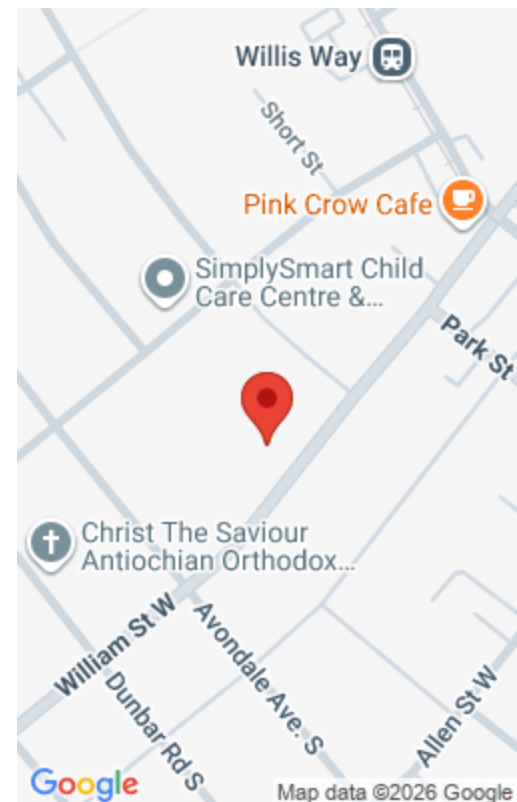 Willis Way
Short St
Pink Crow Cafe
SimplySmart Child
Care Centre &...
Park St
Christ The Saviour
Antiochian Orthodox...
William St W
Avondale Ave. S
Dunbar Rd S
Allen St W
Google
Map data ©2026 Google